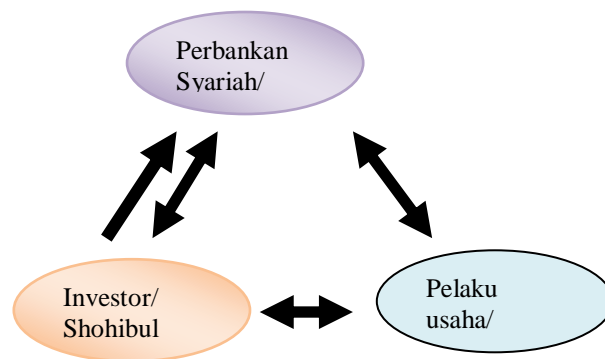 Perbankan
Syariah/
Investor/
Shohibul
Pelaku
usaha/